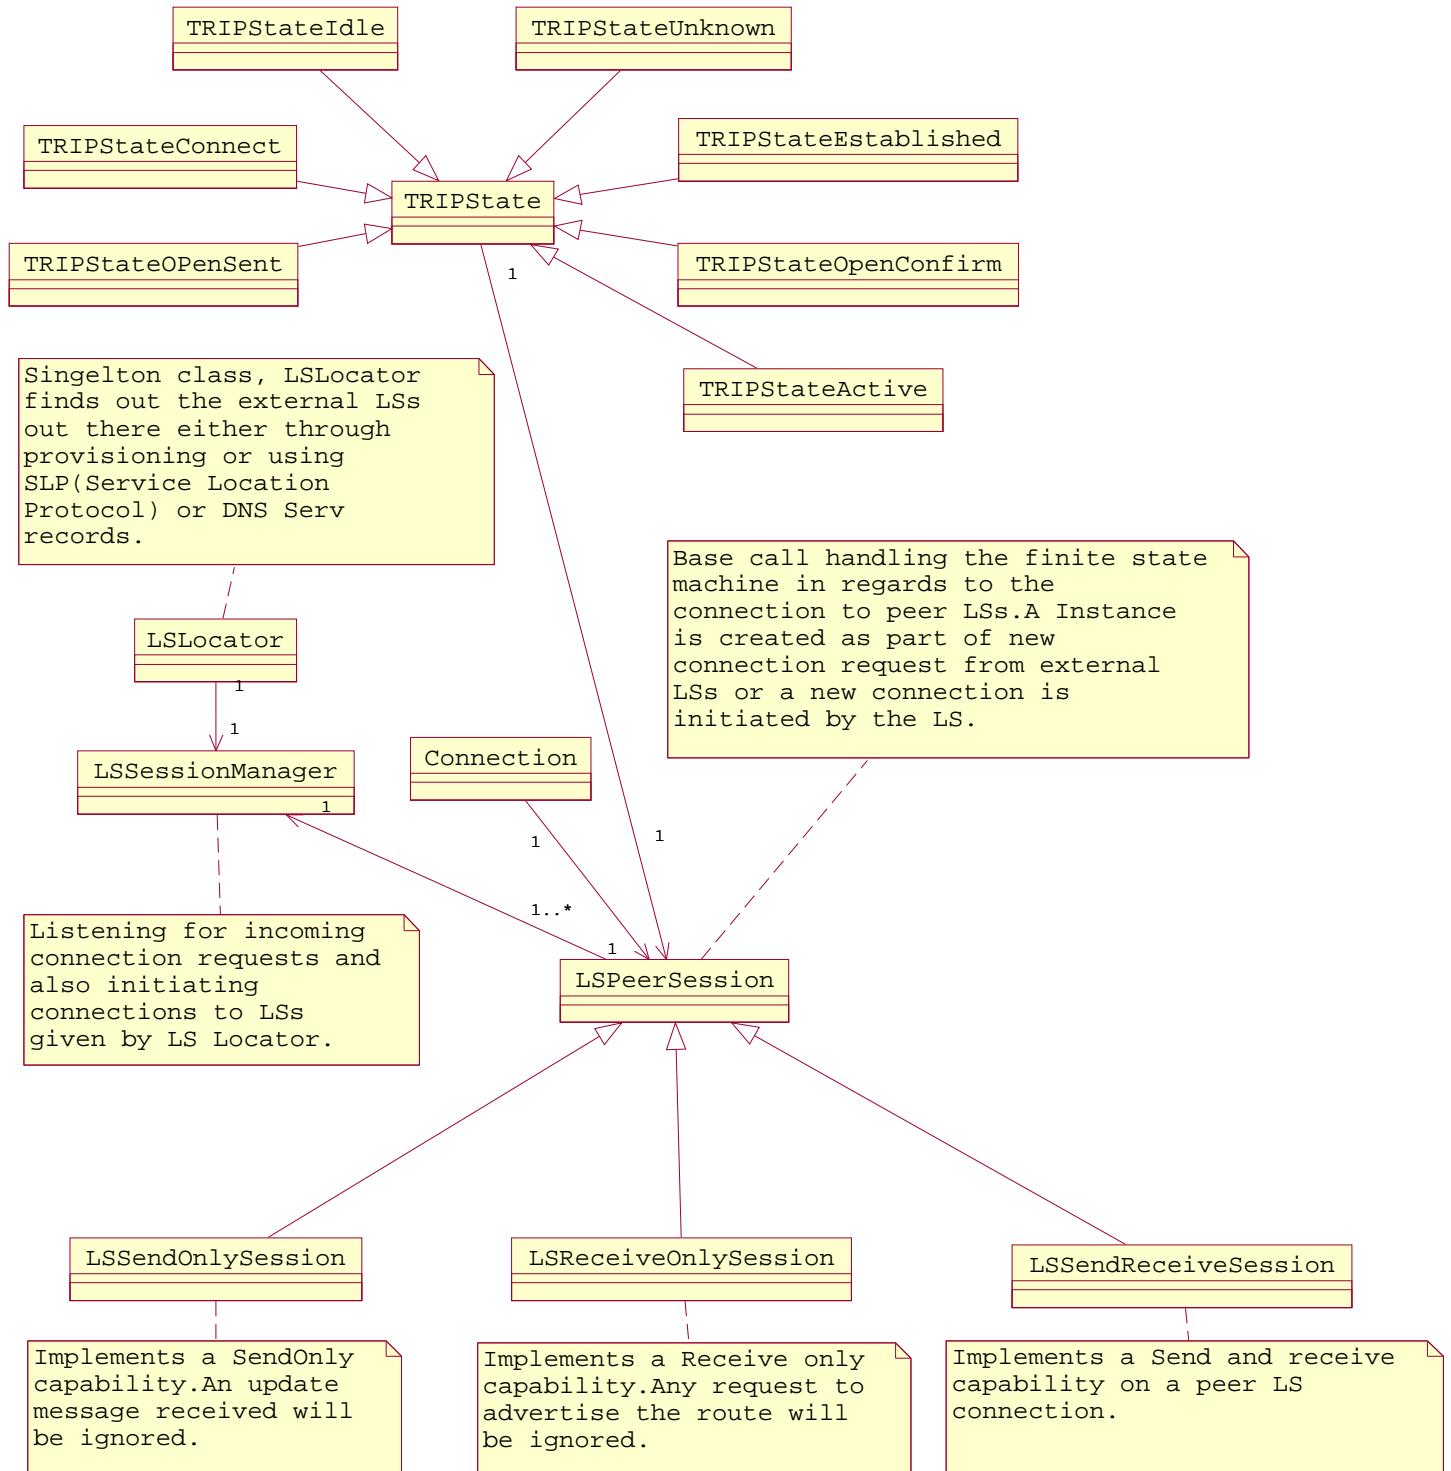 TRIPStateIdle
TRIPStateUnknown
TRIPStateConnect
TRIPStateEstablished
TRIPState
TRIPStateOPenSent
TRIPStateOpenConfirm
1
TRIPStateActive
Singelton class, LSLocator
finds out the external LSs
out there either through
provisioning or using
SLP(Service Location
Protocol) or DNS Serv
records.
Base call handling the finite state
machine in regards to the
connection to peer LSs.A Instance
is created as part of new
connection request from external
LSs or a new connection is
initiated by the LS.
LSLocator
1
1
LSSessionManager
Connection
1
1
1
1..*
1
Listening for incoming
connection requests and
also initiating
connections to LSs
given by LS Locator.
LSPeerSession
LSSendOnlySession
LSReceiveOnlySession
LSSendReceiveSession
Implements a SendOnly
capability.An update
message received will
be ignored.
Implements a Receive only
capability.Any request to
advertise the route will
be ignored.
Implements a Send and receive
capability on a peer LS
connection.